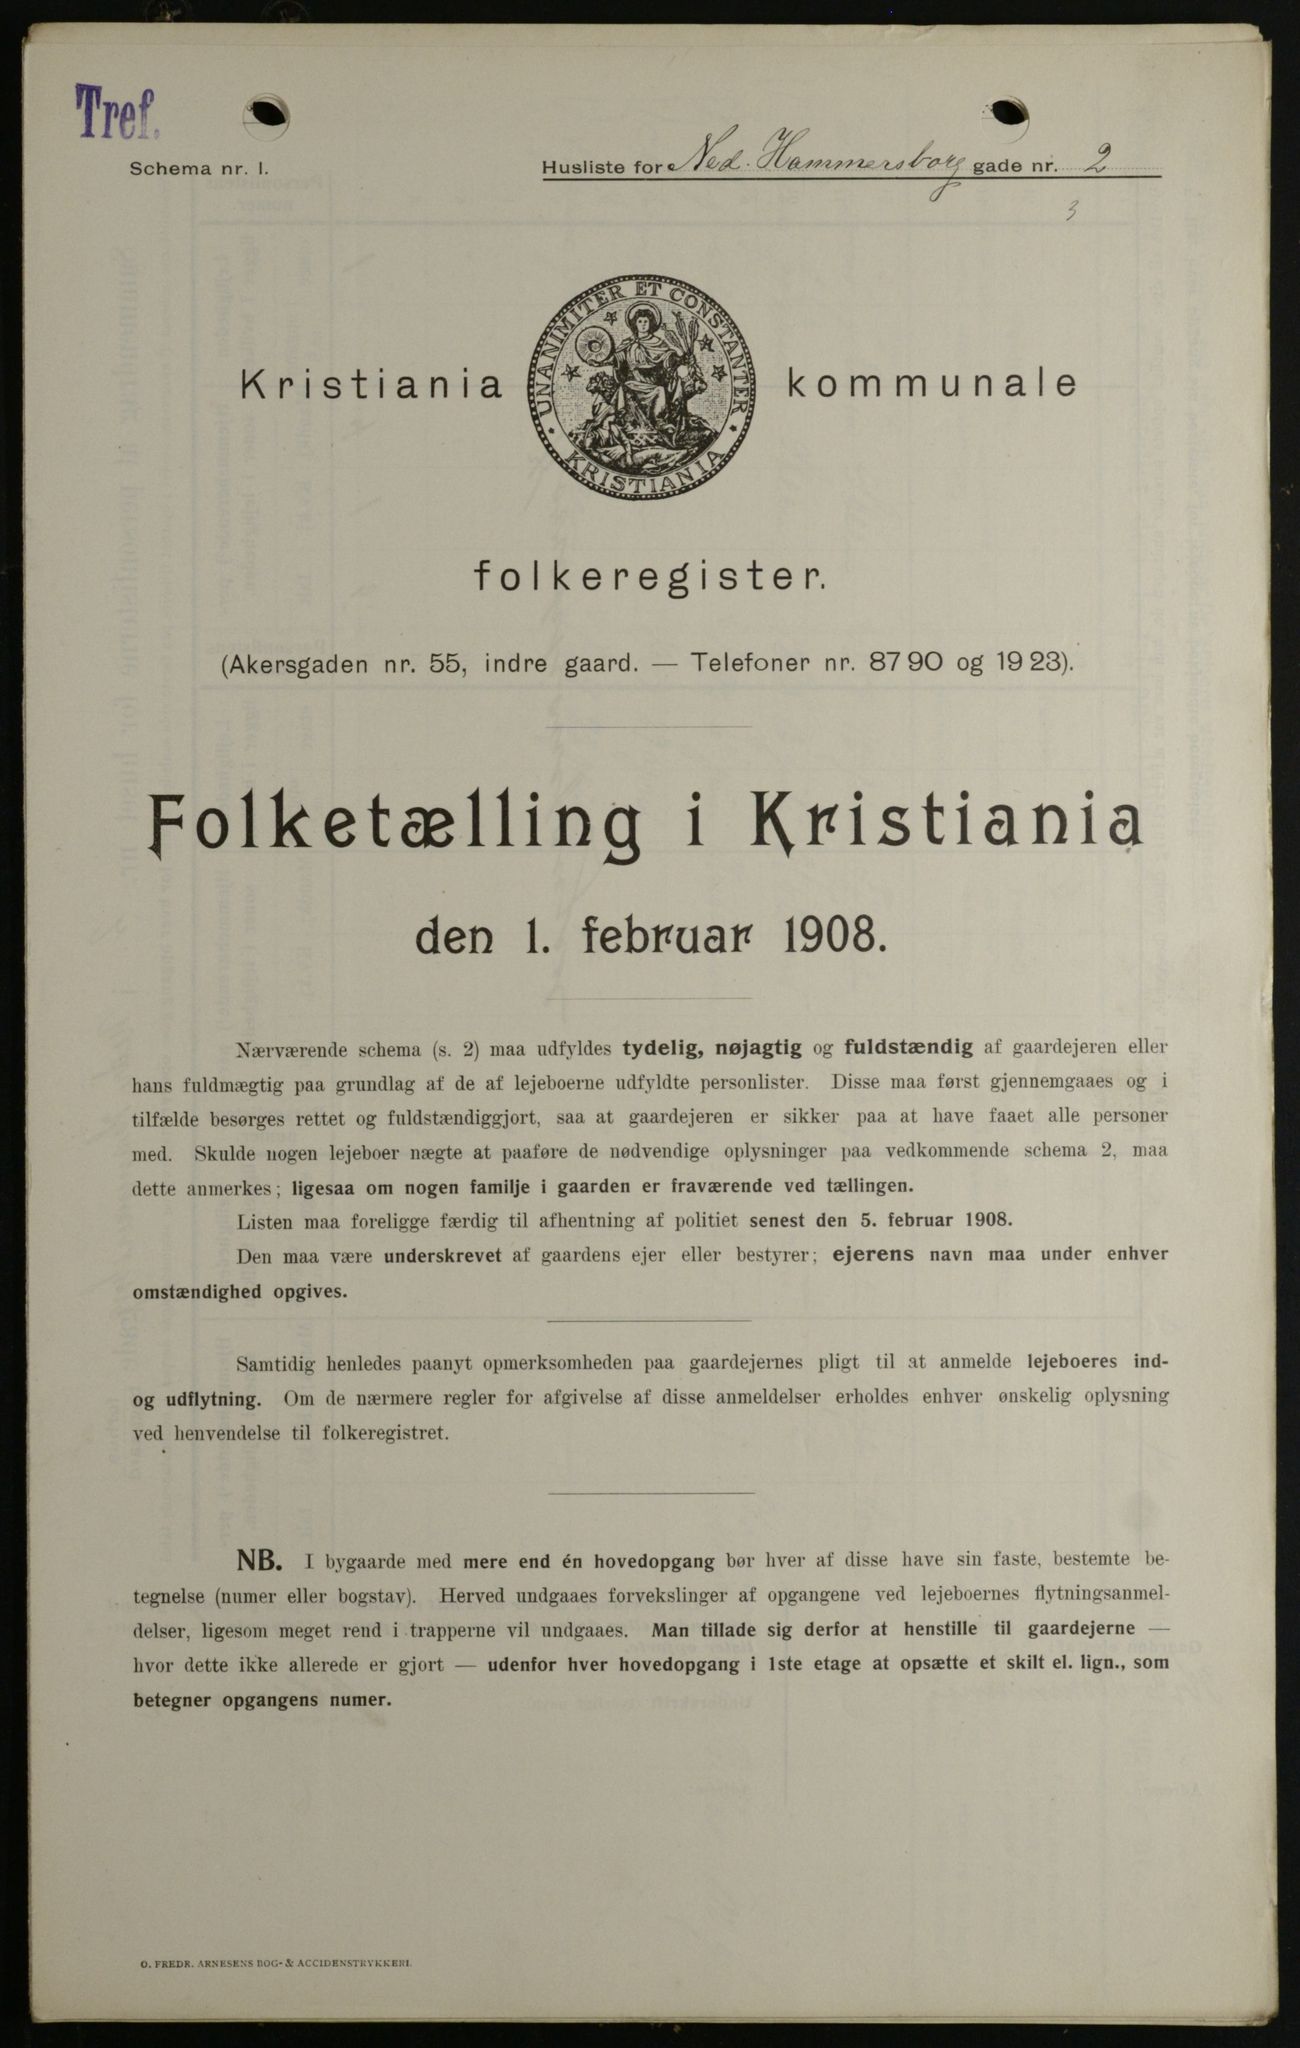 Tref.
Schema nr. 1.
Husliste for Ned. Hammersborg gade nr. 2
3
UNANIMITER ET CONSTANTER
KRISTIANIA
Kristiania kommunale
folkeregister.
(Akersgaden nr. 55, indre gaard. — Telefoner nr. 87 90 og 19 23).
Folketælling i Kristiania
den 1. februar 1908.
Nærværende schema (s. 2) maa udfyldes tydelig, nøjagtig og fuldstændig af gaardejeren eller
hans fuldmægtig paa grundlag af de af lejeboerne udfyldte personlister. Disse maa først gjennemgaaes og i
tilfælde besørges rettet og fuldstændiggjort, saa at gaardejeren er sikker paa at have faaet alle personer
med. Skulde nogen lejeboer nægte at paaføre de nødvendige oplysninger paa vedkommende schema 2, maa
dette anmerkes; ligesaa om nogen familje i gaarden er fraværende ved tællingen.
Listen maa foreligge færdig til afhentning af politiet senest den 5. februar 1908.
Den maa være underskrevet af gaardens ejer eller bestyrer; ejerens navn maa under enhver
omstændighed opgives.
Samtidig henledes paanyt opmerksomheden paa gaardejernes pligt til at anmelde lejeboeres ind-
og udflytning. Om de nærmere regler for afgivelse af disse anmeldelser erholdes enhver ønskelig oplysning
ved henvendelse til folkeregistret.
NB. I bygaarde med mere end én hovedopgang bør hver af disse have sin faste, bestemte be-
tegnelse (numer eller bogstav). Herved undgaaes forvekslinger af opgangene ved lejeboernes flytningsanmel-
delser, ligesom meget rend i trapperne vil undgaaes. Man tillade sig derfor at henstille til gaardejerne —
hvor dette ikke allerede er gjort — udenfor hver hovedopgang i 1ste etage at opsætte et skilt el. lign., som
betegner opgangens numer.
O. FREDR. ARNESENS BOG- & ACCIDENSTRYKKERI.